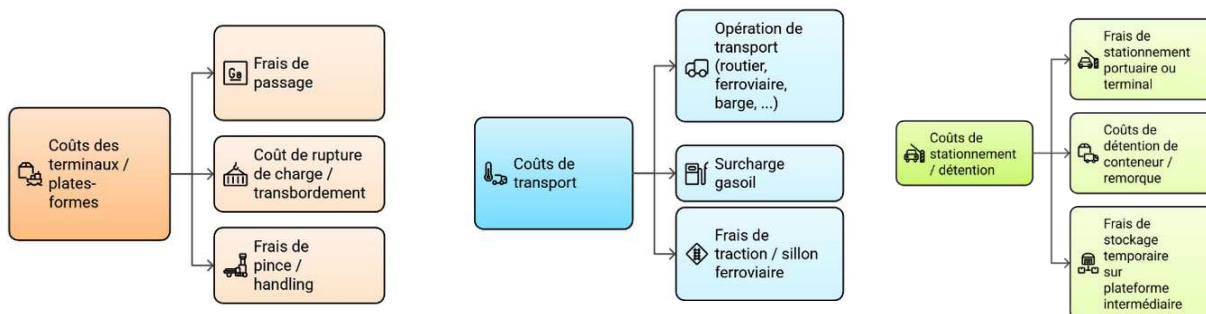 Coûts des
terminaux /
plates-
formes
Frais de
passage
Coût de rupture
de charge /
transbordement
Frais de
pince /
handling
Coûts de
transport
Opération de
transport
(routier,
ferroviaire,
barge, ...)
Surcharge
gasoil
Frais de
traction / sillon
ferroviaire
Coûts de
stationnement
/ détention
Frais de
stationnement
portuaire ou
terminal
Coûts de
détention de
conteneur /
remorque
Frais de
stockage
temporaire
sur
plateforme
intermédiaire